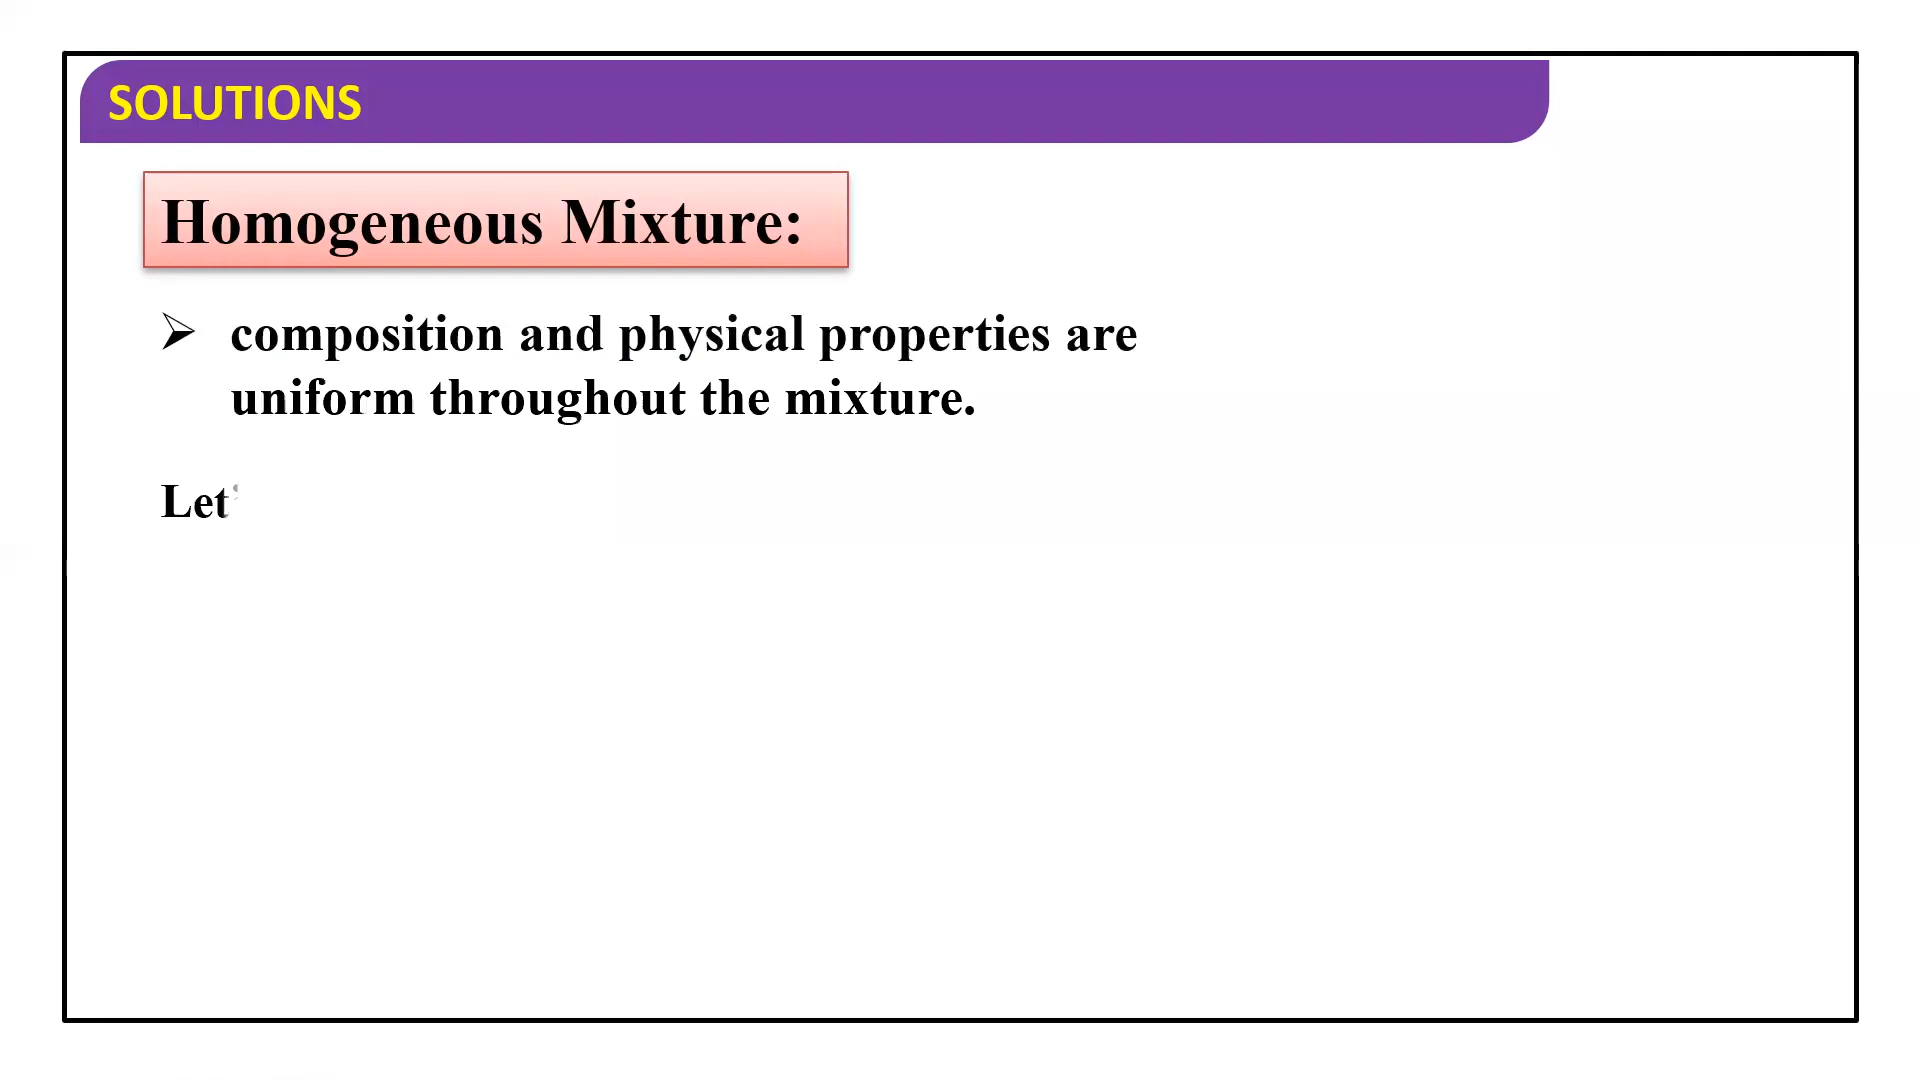 SOLUTIONS
Homogeneous Mixture:
➢ composition and physical properties are
uniform throughout the mixture.
Let’